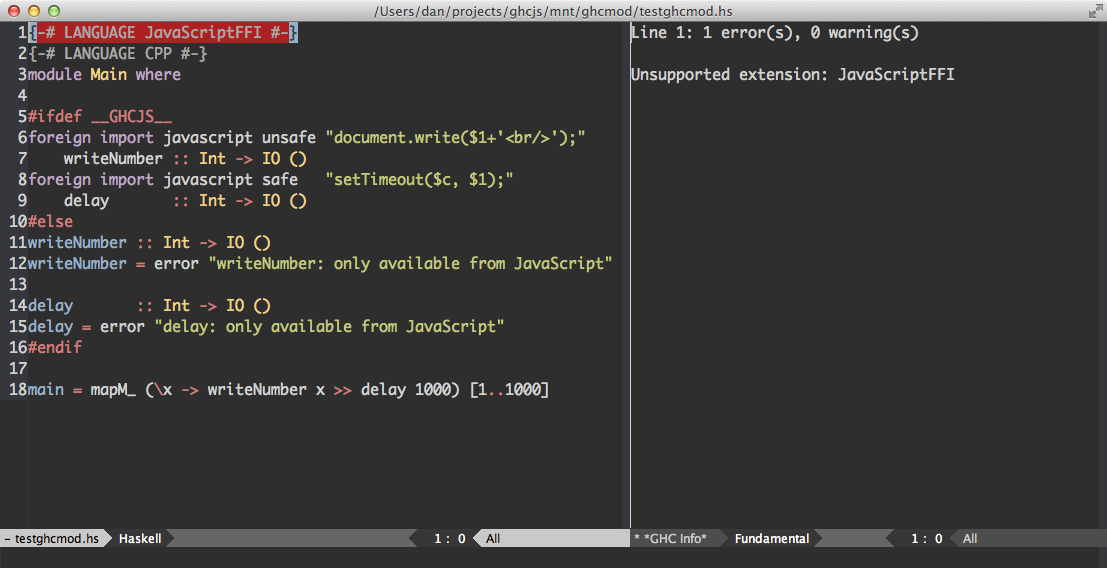 /Users/dan/projects/ghcjs/mnt/ghcmod/testghcmod.hs
1{-# LANGUAGE JavaScriptFFI #-}
2{-# LANGUAGE CPP #-}
3module Main where
4
5#ifdef __GHCJS__
6foreign import javascript unsafe "document.write($1+'<br/>');"
7    writeNumber :: Int -> IO ()
8foreign import javascript safe   "setTimeout($c, $1);"
9    delay       :: Int -> IO ()
10#else
11writeNumber :: Int -> IO ()
12writeNumber = error "writeNumber: only available from JavaScript"
13
14delay       :: Int -> IO ()
15delay = error "delay: only available from JavaScript"
16#endif
17
18main = mapM_ (\x -> writeNumber x >> delay 1000) [1..1000]
Line 1: 1 error(s), 0 warning(s)
Unsupported extension: JavaScriptFFI
- testghcmod.hs Haskell 1 : 0 All
* *GHC Info* Fundamental 1 : 0 All